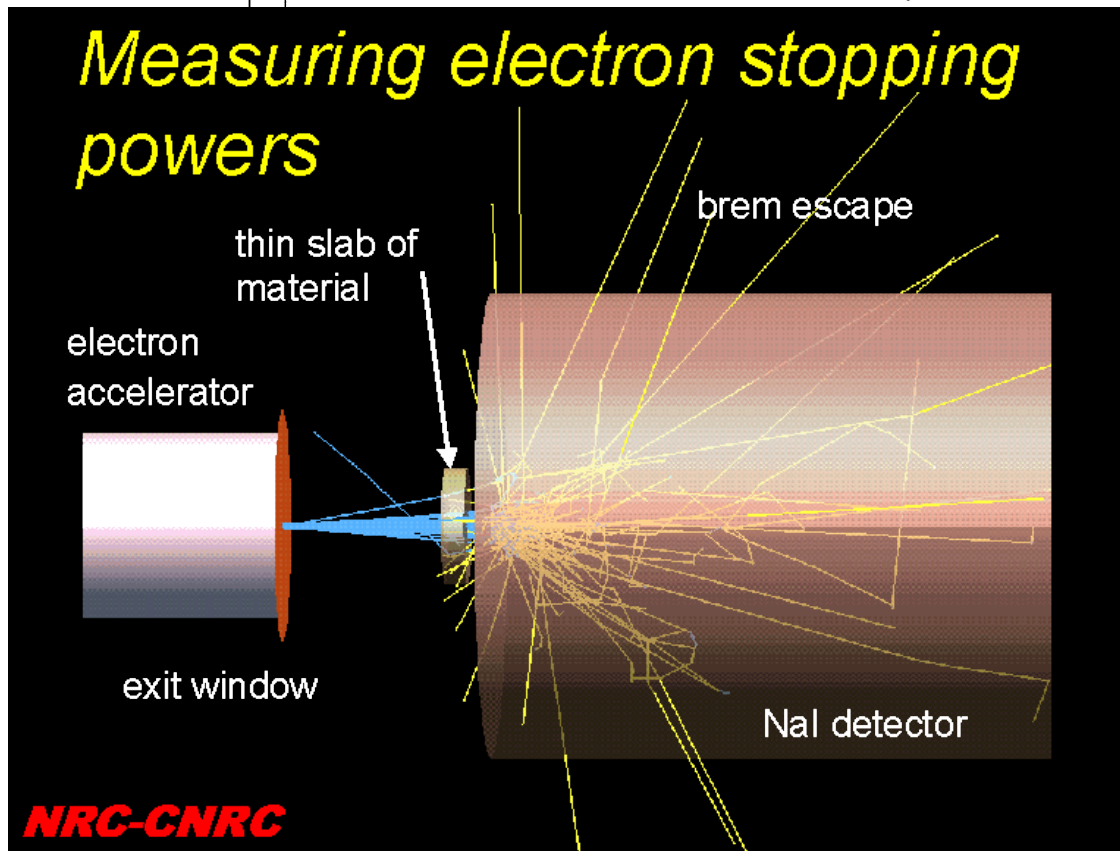 Measuring electron stopping
powers
brem escape
thin slab of
material
electron
accelerator
exit window
NaI detector
NRC-CNRC